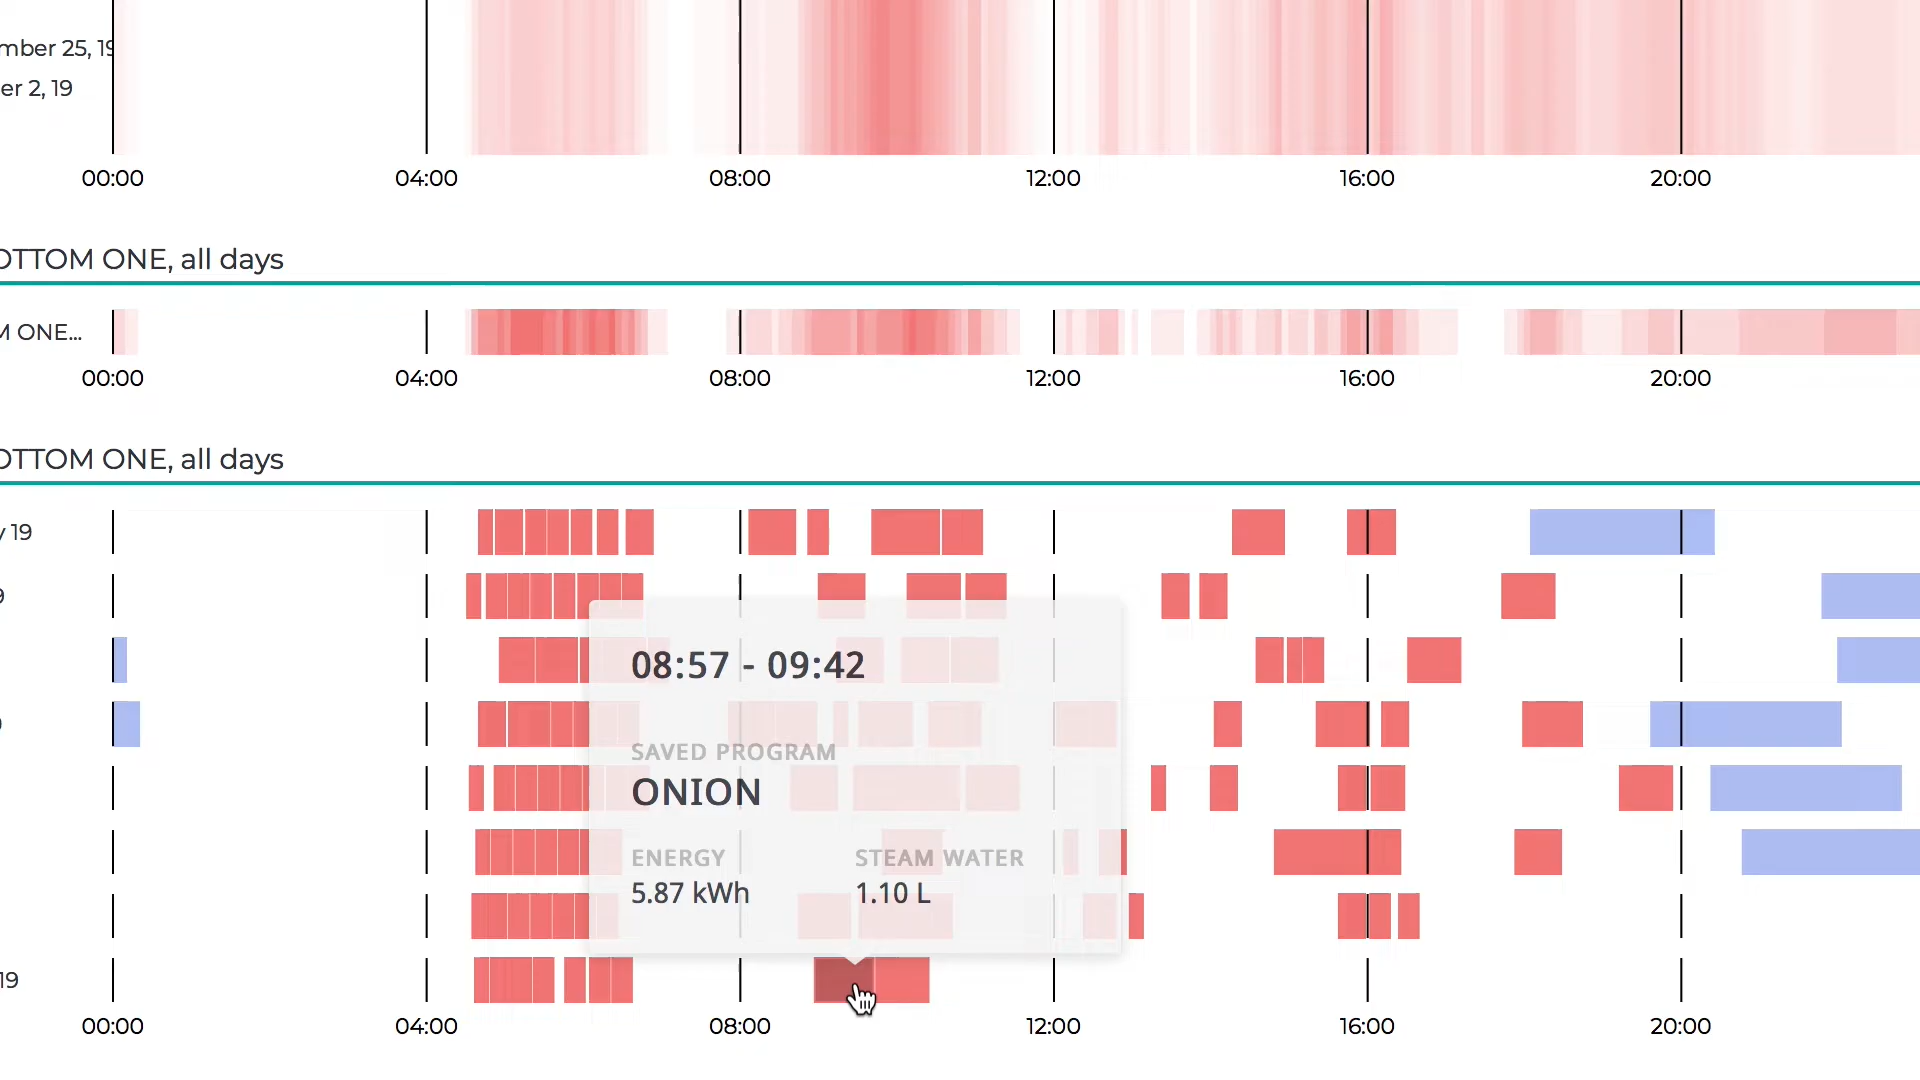 mber 25, 19
er 2, 19
00:00 04:00 08:00 12:00 16:00 20:00
OTTOM ONE, all days
M ONE...
00:00 04:00 08:00 12:00 16:00 20:00
OTTOM ONE, all days
y 19
9
08:57 - 09:42
SAVED PROGRAM
ONION
ENERGY STEAM WATER
5.87 kWh 1.10 L
19
00:00 04:00 08:00 12:00 16:00 20:00